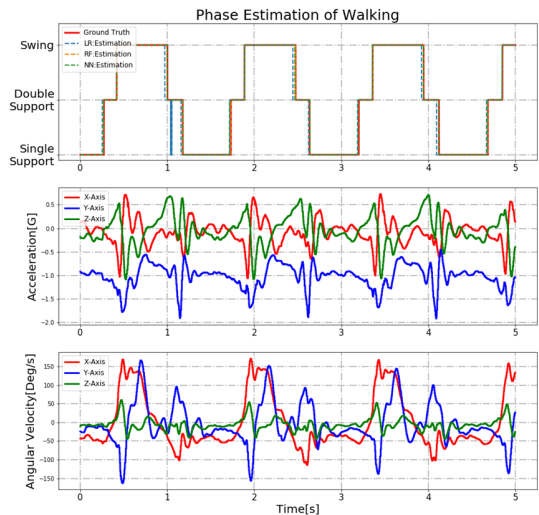 Phase Estimation of Walking
Swing
Double
Support
Single
Support
Ground Truth
LR:Estimation
RF:Estimation
NN:Estimation
0 1 2 3 4 5
Acceleration[G]
0.5
0.0
−0.5
−1.0
−1.5
−2.0
X-Axis
Y-Axis
Z-Axis
0 1 2 3 4 5
Angular Velocity[Deg/s]
150
100
50
0
−50
−100
−150
X-Axis
Y-Axis
Z-Axis
0 1 2 3 4 5
Time[s]